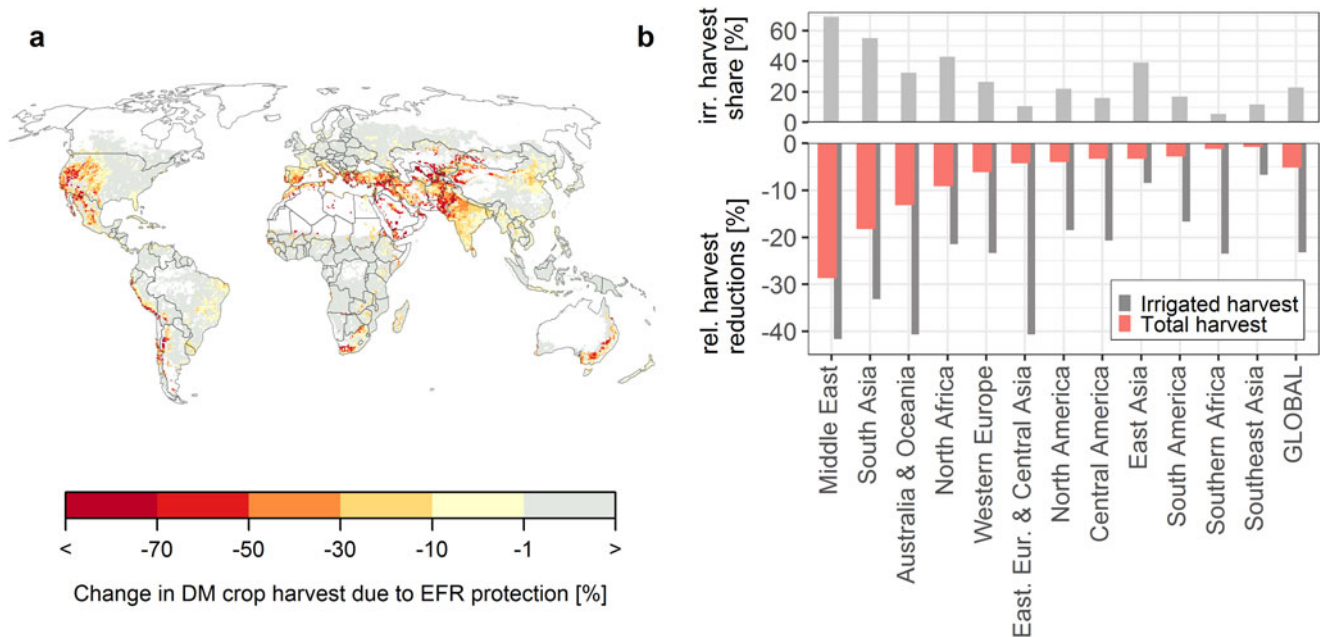 a
b
irr. harvest
share [%]
60
40
20
0
rel. harvest
reductions [%]
0
-10
-20
-30
-40
Irrigated harvest
Total harvest
Middle East
South Asia
Australia & Oceania
North Africa
Western Europe
East. Eur. & Central Asia
North America
Central America
East Asia
South America
Southern Africa
Southeast Asia
GLOBAL
< -70 -50 -30 -10 -1 >
Change in DM crop harvest due to EFR protection [%]